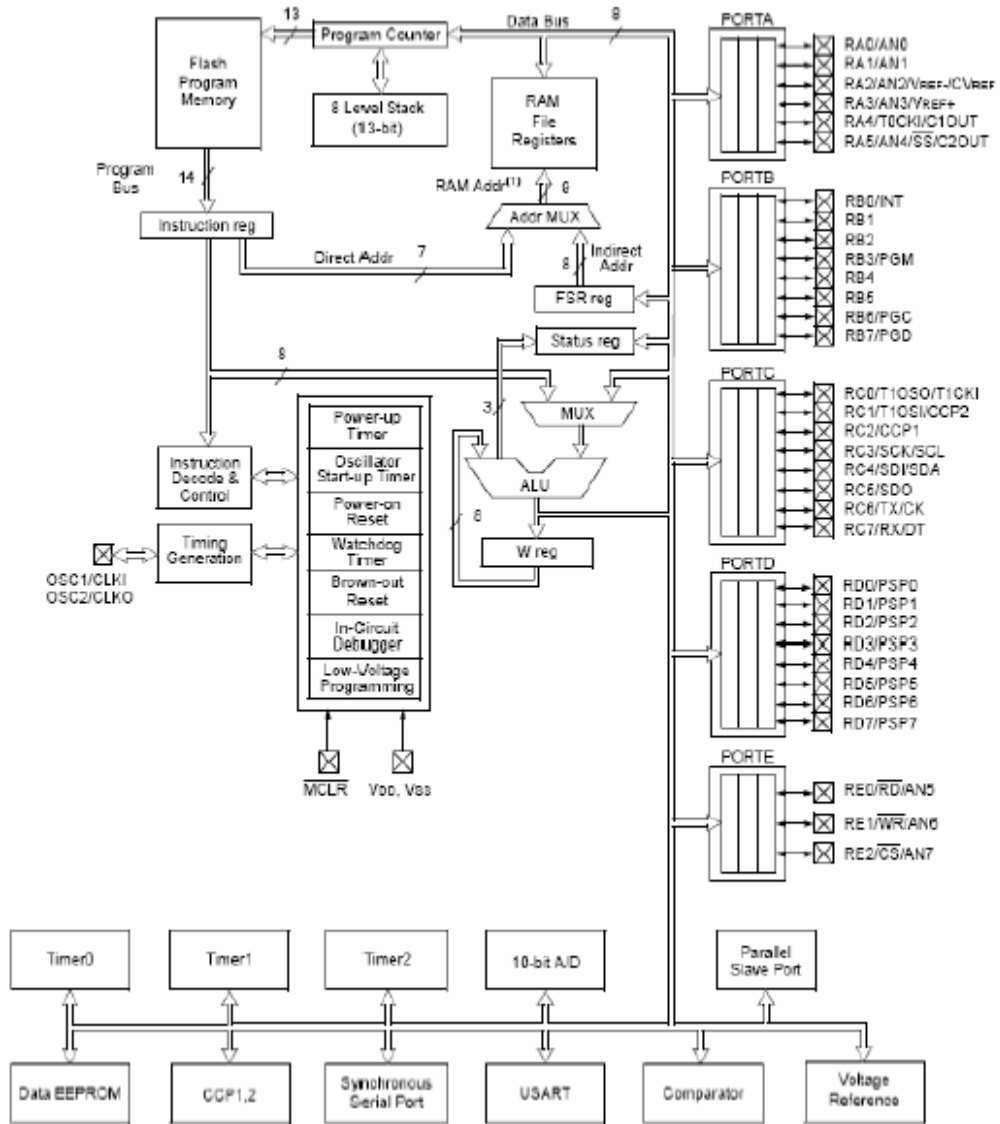 13
Program Counter
Data Bus
8
PORTA
Flash
Program
Memory
8 Level Stack
(13-bit)
RAM
File
Registers
RA0/AN0
RA1/AN1
RA2/AN2/VREF-/CVREF
RA3/AN3/VREF+
RA4/T0CKI/C1OUT
RA5/AN4/SS/C2OUT
Program
Bus
14
RAM Addr(1)
9
PORTB
Instruction reg
Addr MUX
Direct Addr
7
8
Indirect
Addr
FSR reg
RB0/INT
RB1
RB2
RB3/PGM
RB4
RB5
RB6/PGC
RB7/PGD
Status reg
8
3
MUX
PORTC
RC0/T1OSO/T1CKI
RC1/T1OSI/CCP2
RC2/CCP1
RC3/SCK/SCL
RC4/SDI/SDA
RC5/SDO
RC6/TX/CK
RC7/RX/DT
Power-up
Timer
Oscillator
Start-up Timer
Power-on
Reset
Watchdog
Timer
Brown-out
Reset
In-Circuit
Debugger
Low-Voltage
Programming
Instruction
Decode &
Control
ALU
8
W reg
Timing
Generation
OSC1/CLKI
OSC2/CLKO
PORTD
RD0/PSP0
RD1/PSP1
RD2/PSP2
RD3/PSP3
RD4/PSP4
RD5/PSP5
RD6/PSP6
RD7/PSP7
MCLR
VDD, VSS
PORTE
RE0/RD/AN5
RE1/WR/AN6
RE2/CS/AN7
Timer0
Timer1
Timer2
10-bit A/D
Parallel
Slave Port
Data EEPROM
CCP1,2
Synchronous
Serial Port
USART
Comparator
Voltage
Reference